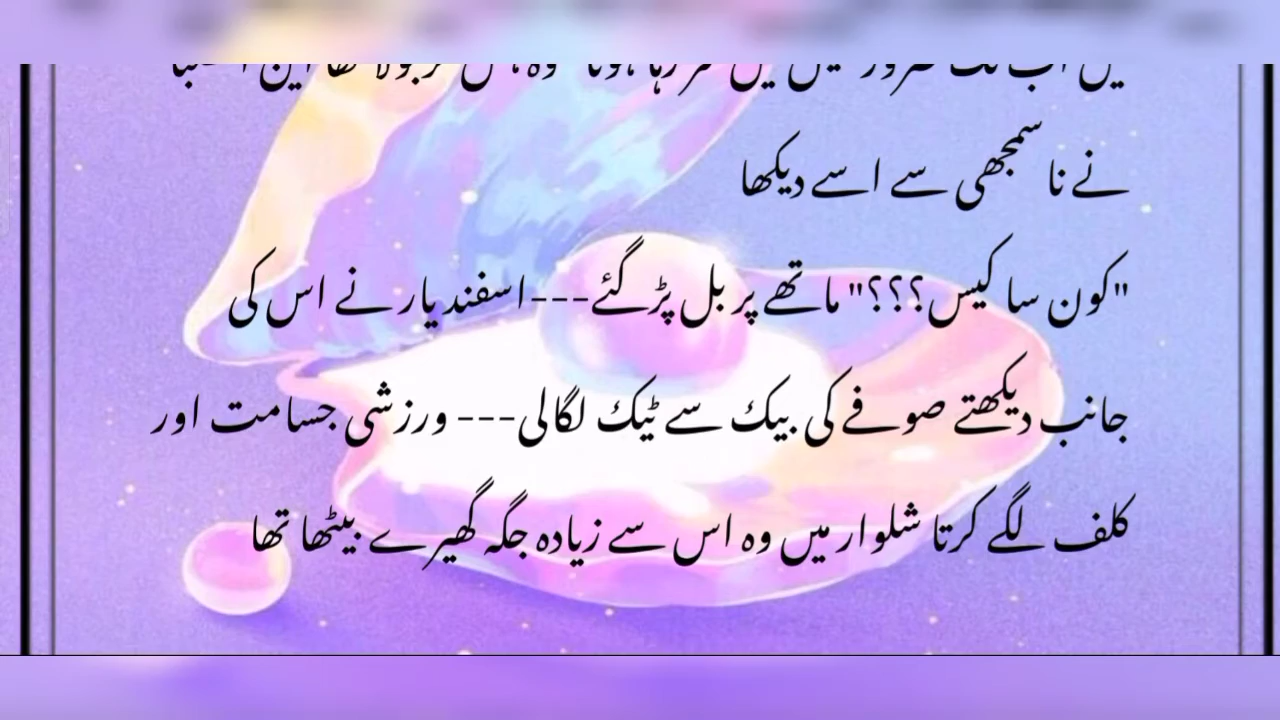 نے نا سمجھی سے اسے دیکھا
"کون سا کیس؟؟؟" ماتھے پر بل پڑ گئے---اسفندیار نے اس کی
جانب دیکھتے صوفے کی بیک سے ٹیک لگالی--- ورزشی جسامت اور
کلف لگے کرتا شلوار میں وہ اس سے زیادہ جگہ گھیرے بیٹھا تھا